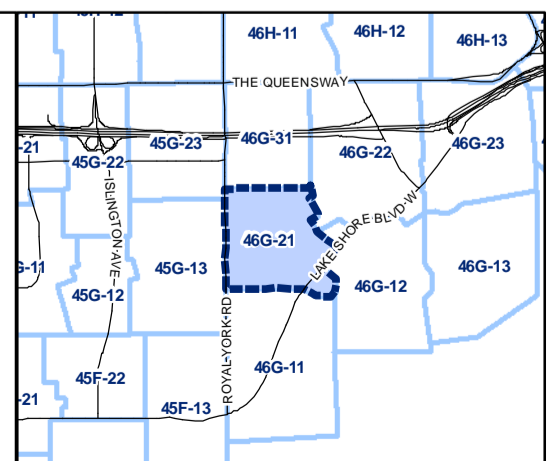 46H-11
46H-12
46H-13
THE QUEENSWAY
-21
45G-22
45G-23
46G-31
46G-22
46G-23
ISLINGTON AVE
46G-21
LAKE SHORE BLVD W
45G-13
45G-12
46G-12
46G-13
ROYAL YORK RD
46G-11
45F-22
45F-13
-21